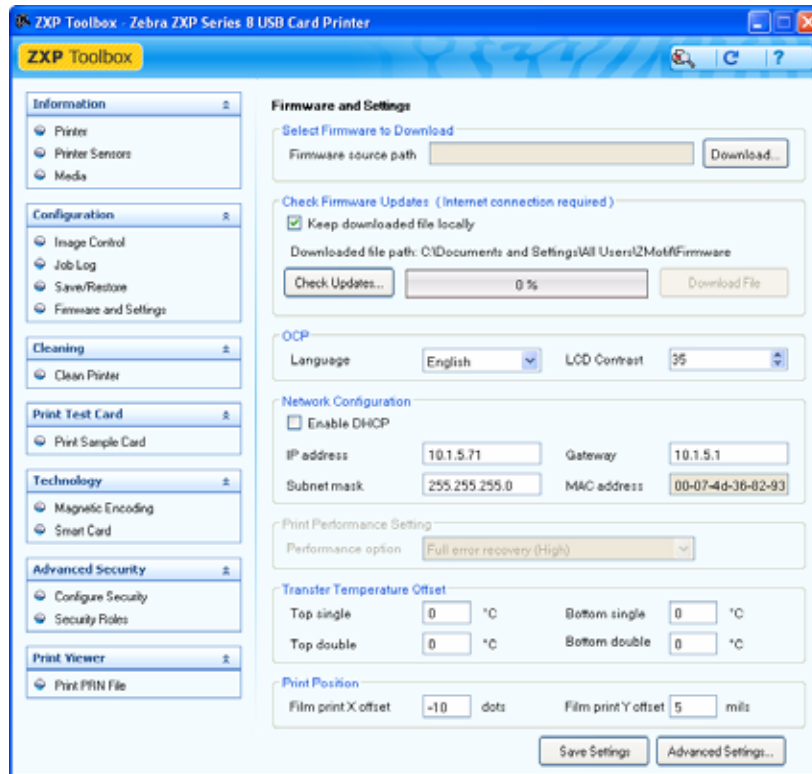 ZXP Toolbox - Zebra ZXP Series 8 USB Card Printer
ZXP Toolbox
?
Information
Printer
Printer Sensors
Media
Configuration
Image Control
Job Log
Save/Restore
Firmware and Settings
Cleaning
Clean Printer
Print Test Card
Print Sample Card
Technology
Magnetic Encoding
Smart Card
Advanced Security
Configure Security
Security Roles
Print Viewer
Print PRN File
Firmware and Settings
Select Firmware to Download
Firmware source path Download...
Check Firmware Updates (Internet connection required)
Keep downloaded file locally
Downloaded file path: C:\Documents and Settings\All Users\ZMotif\Firmware
Check Updates... 0 % Download File
OCP
Language English LCD Contrast 35
Network Configuration
Enable DHCP
IP address 10.1.5.71 Gateway 10.1.5.1
Subnet mask 255.255.255.0 MAC address 00-07-4d-36-82-93
Print Performance Setting
Performance option Full error recovery (High)
Transfer Temperature Offset
Top single 0 °C Bottom single 0 °C
Top double 0 °C Bottom double 0 °C
Print Position
Film print X offset -10 dots Film print Y offset 5 mils
Save Settings Advanced Settings...